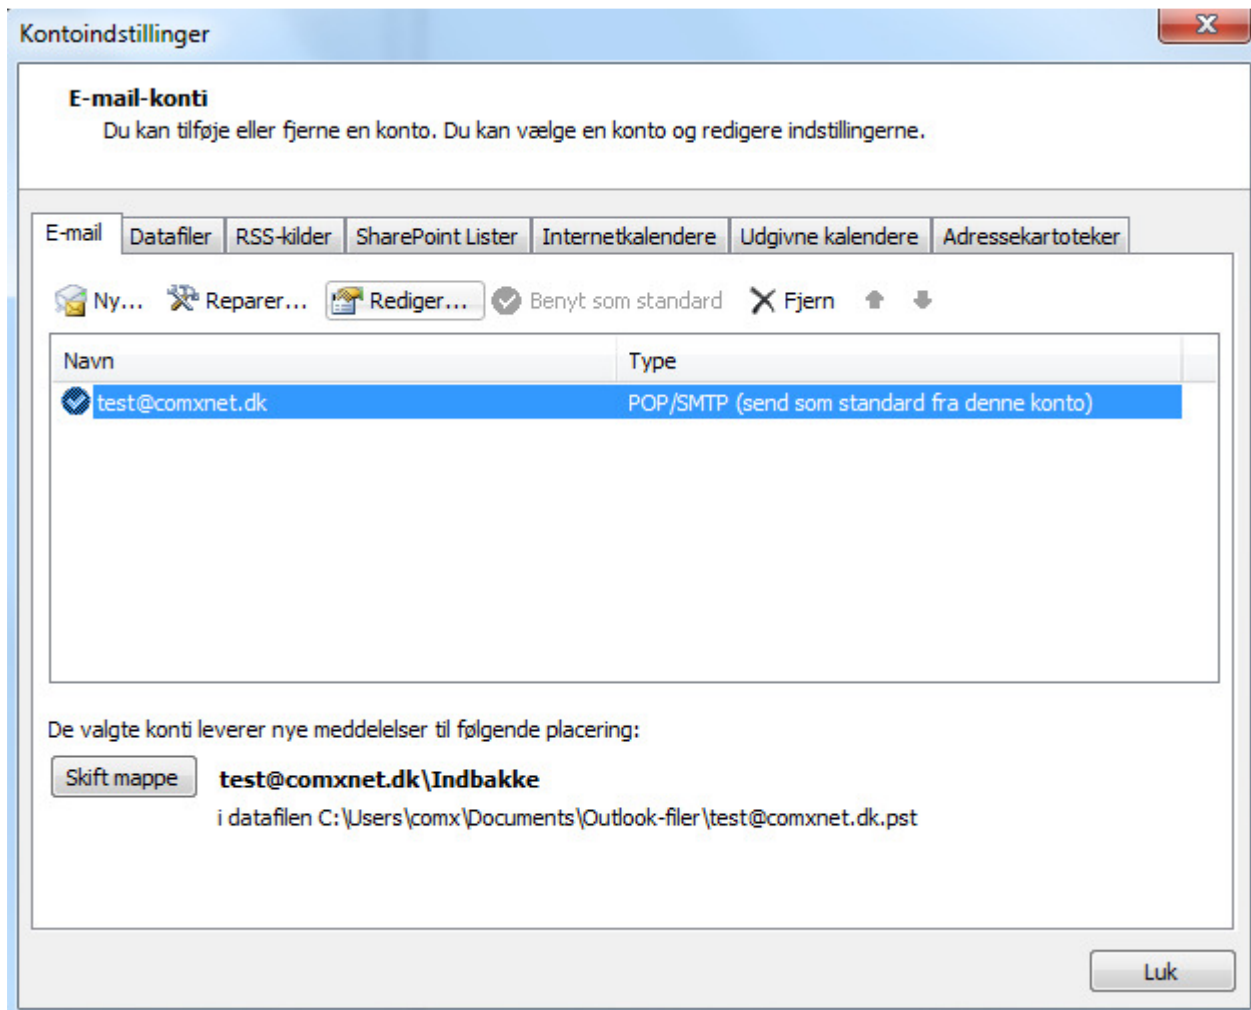 Kontoindstillinger
E-mail-konti
Du kan tilføje eller fjerne en konto. Du kan vælge en konto og redigere indstillingerne.
E-mail Datafiler RSS-kilder SharePoint Lister Internetkalendere Udgivne kalendere Adressekartoteker
Ny... Reparer... Rediger... Benyt som standard Fjern
Navn Type
test@comxnet.dk POP/SMTP (send som standard fra denne konto)
De valgte konti leverer nye meddelelser til følgende placering:
Skift mappe test@comxnet.dk\Indbakke
i datafilen C:\Users\comx\Documents\Outlook-filer\test@comxnet.dk.pst
Luk